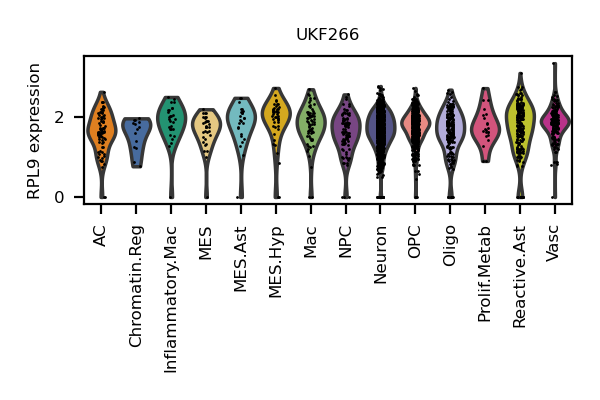 UKF266
RPL9 expression
2
0
AC
Chromatin.Reg
Inflammatory.Mac
MES
MES.Ast
MES.Hyp
Mac
NPC
Neuron
OPC
Oligo
Prolif.Metab
Reactive.Ast
Vasc